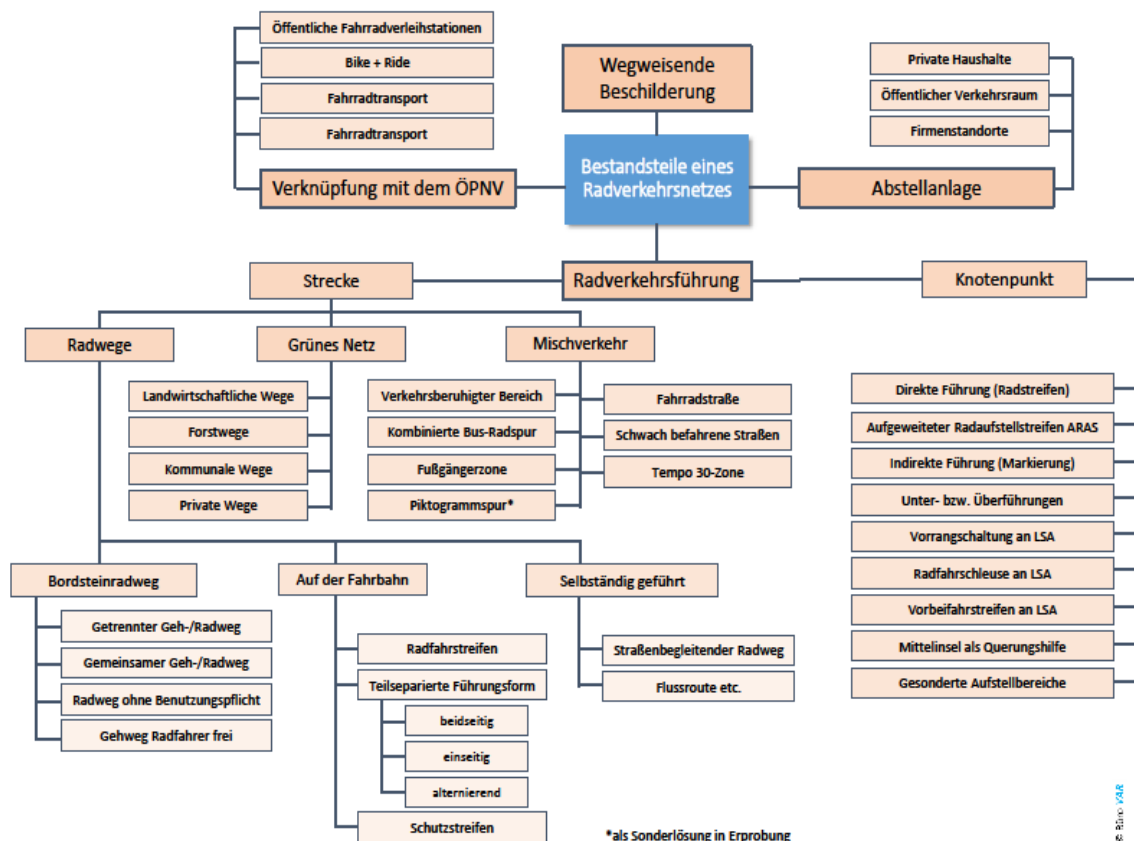 Öffentliche Fahrradverleihstationen
Bike + Ride
Fahrradtransport
Fahrradtransport
Verknüpfung mit dem ÖPNV
Wegweisende
Beschilderung
Bestandteile eines
Radverkehrsnetzes
Private Haushalte
Öffentlicher Verkehrsraum
Firmenstandorte
Abstellanlage
Strecke
Radverkehrsführung
Knotenpunkt
Radwege
Grünes Netz
Mischverkehr
Landwirtschaftliche Wege
Forstwege
Kommunale Wege
Private Wege
Verkehrsberuhigter Bereich
Kombinierte Bus-Radspur
Fußgängerzone
Piktogrammspur*
Fahrradstraße
Schwach befahrene Straßen
Tempo 30-Zone
Direkte Führung (Radstreifen)
Aufgeweiteter Radaufstellstreifen ARAS
Indirekte Führung (Markierung)
Unter- bzw. Überführungen
Vorrangschaltung an LSA
Radfahrschleuse an LSA
Vorbeifahrstreifen an LSA
Mittelinsel als Querungshilfe
Gesonderte Aufstellbereiche
Bordsteinradweg
Getrennter Geh-/Radweg
Gemeinsamer Geh-/Radweg
Radweg ohne Benutzungspflicht
Gehweg Radfahrer frei
Auf der Fahrbahn
Radfahrstreifen
Teilseparierte Führungsform
beidseitig
einseitig
alternierend
Schutzstreifen
Selbständig geführt
Straßenbegleitender Radweg
Flussroute etc.
*als Sonderlösung in Erprobung
© Büro VAR